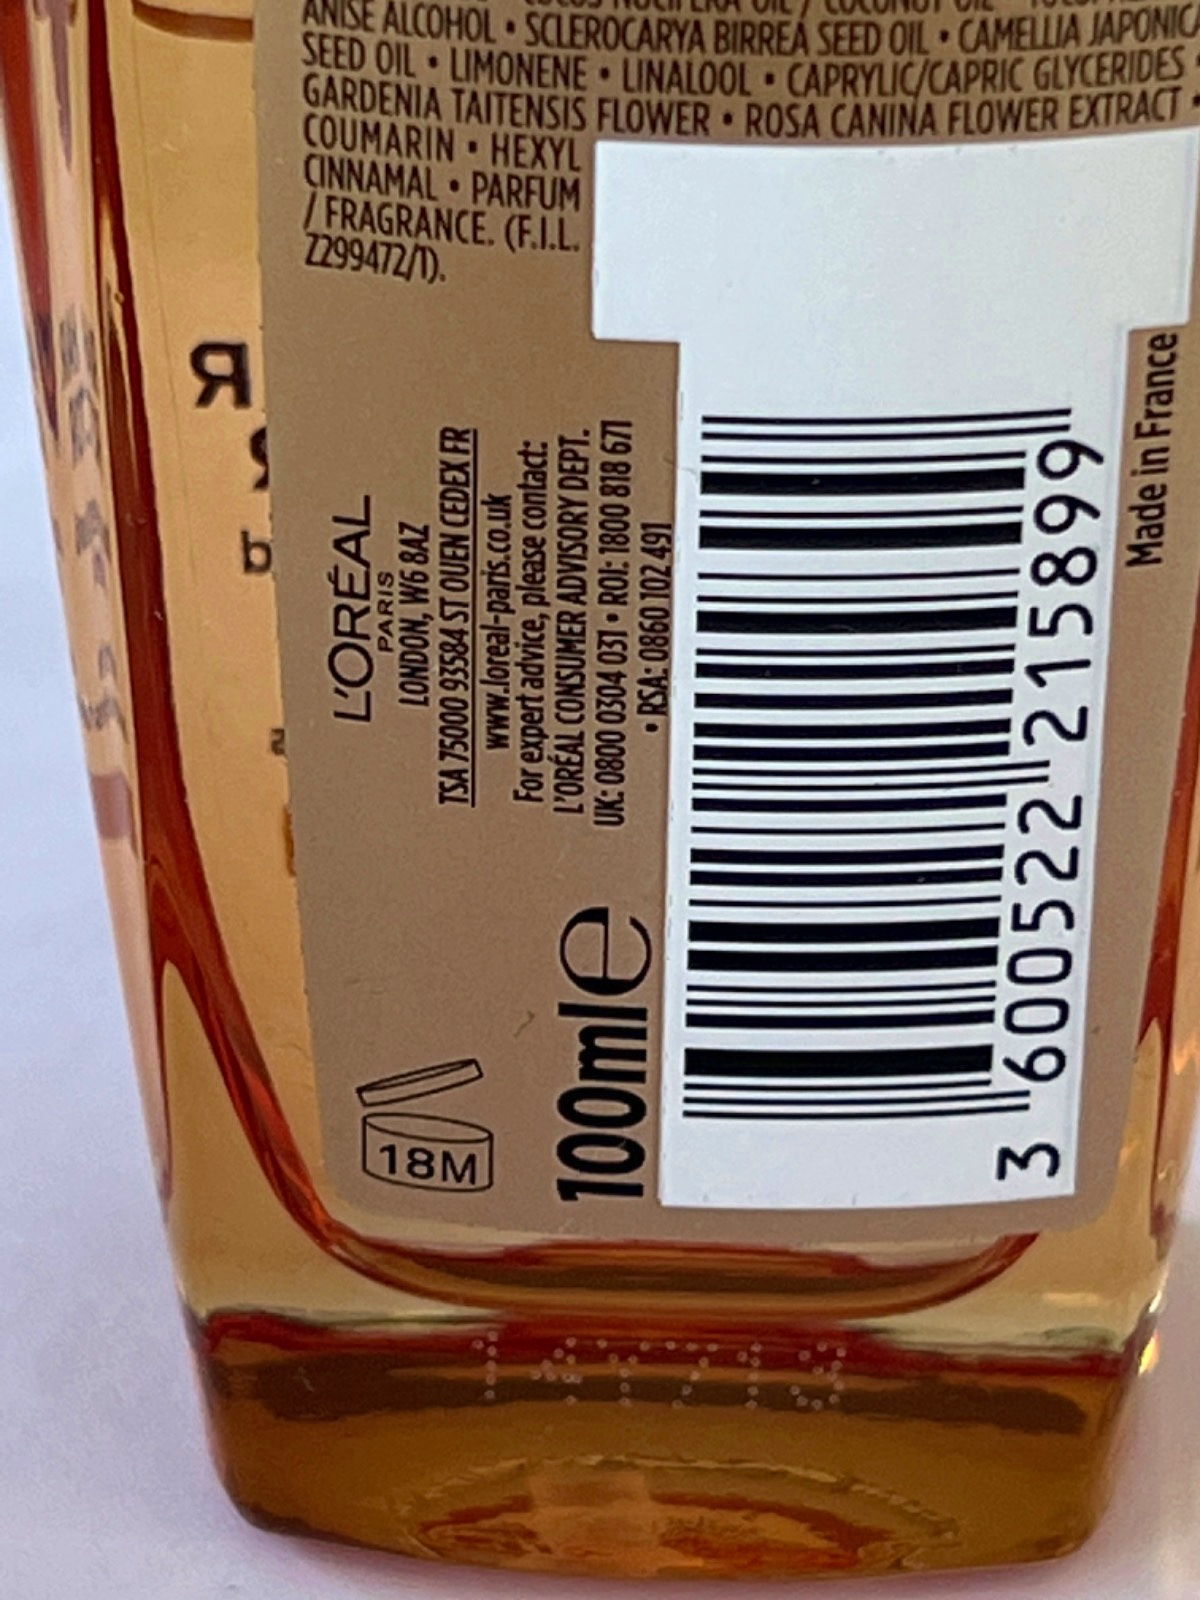 ANISE ALCOHOL • SCLEROCARYA BIRREA SEED OIL • CAMELLIA JAPONIC
SEED OIL • LIMONENE • LINALOOL • CAPRYLIC/CAPRIC GLYCERIDES •
GARDENIA TAITENSIS FLOWER • ROSA CANINA FLOWER EXTRACT •
COUMARIN • HEXYL
CINNAMAL • PARFUM
/ FRAGRANCE. (F.I.L.
Z299472/1).
L'ORÉAL
PARIS
LONDON, W6 8AZ
TSA 75000 93584 ST OUEN CEDEX FR
www.loreal-paris.co.uk
For expert advice, please contact:
L'ORÉAL CONSUMER ADVISORY DEPT.
UK: 0800 0304 031 • ROI: 1800 818 671
• RSA: 0860 102 491
18M
100ml e
3 600522 215899
Made in France